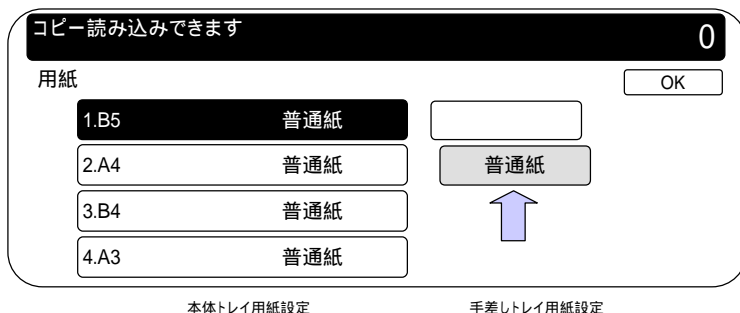 コピー読み込みできます 0
用紙 OK
1.B5 普通紙
2.A4 普通紙 普通紙
3.B4 普通紙
4.A3 普通紙
本体トレイ用紙設定 手差しトレイ用紙設定